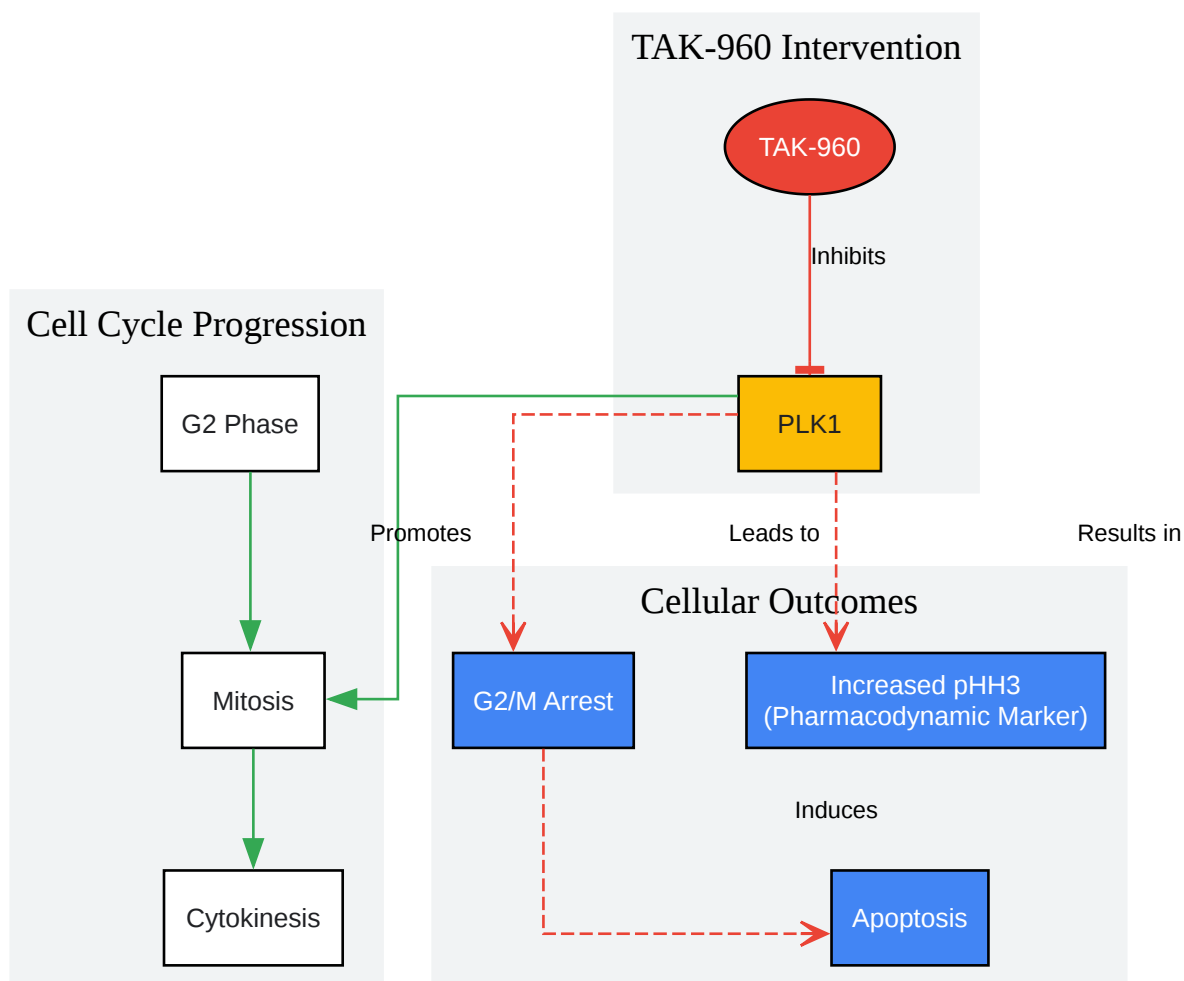 TAK-960 Intervention
TAK-960
Inhibits
Cell Cycle Progression
G2 Phase
PLK1
Promotes
Leads to
Results in
Cellular Outcomes
Mitosis
G2/M Arrest
Increased pHH3
(Pharmacodynamic Marker)
Induces
Cytokinesis
Apoptosis